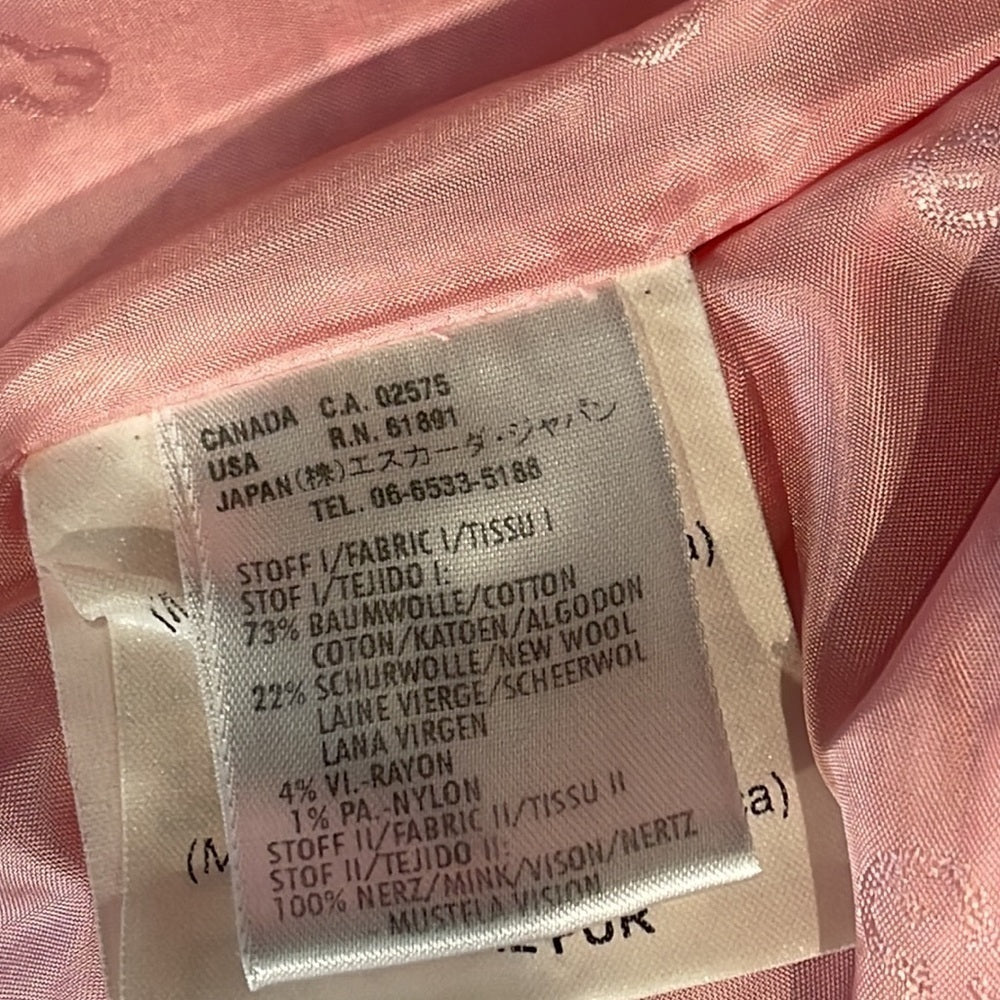 CANADA C.A. 02575
USA R.N. 61891
JAPAN(株)エスカーダ・ジャパン
TEL. 06-6533-5188
STOFF I/FABRIC I/TISSU I
STOF I/TEJIDO I:
73% BAUMWOLLE/COTTON
COTON/KATOEN/ALGODON
22% SCHURWOLLE/NEW WOOL
LAINE VIERGE/SCHEERWOL
LANA VIRGEN
4% VI.-RAYON
1% PA.-NYLON
STOFF II/FABRIC II/TISSU II
STOF II/TEJIDO II:
100% NERZ/MINK/VISON/NERTZ
MUSTELA VISION
FUR